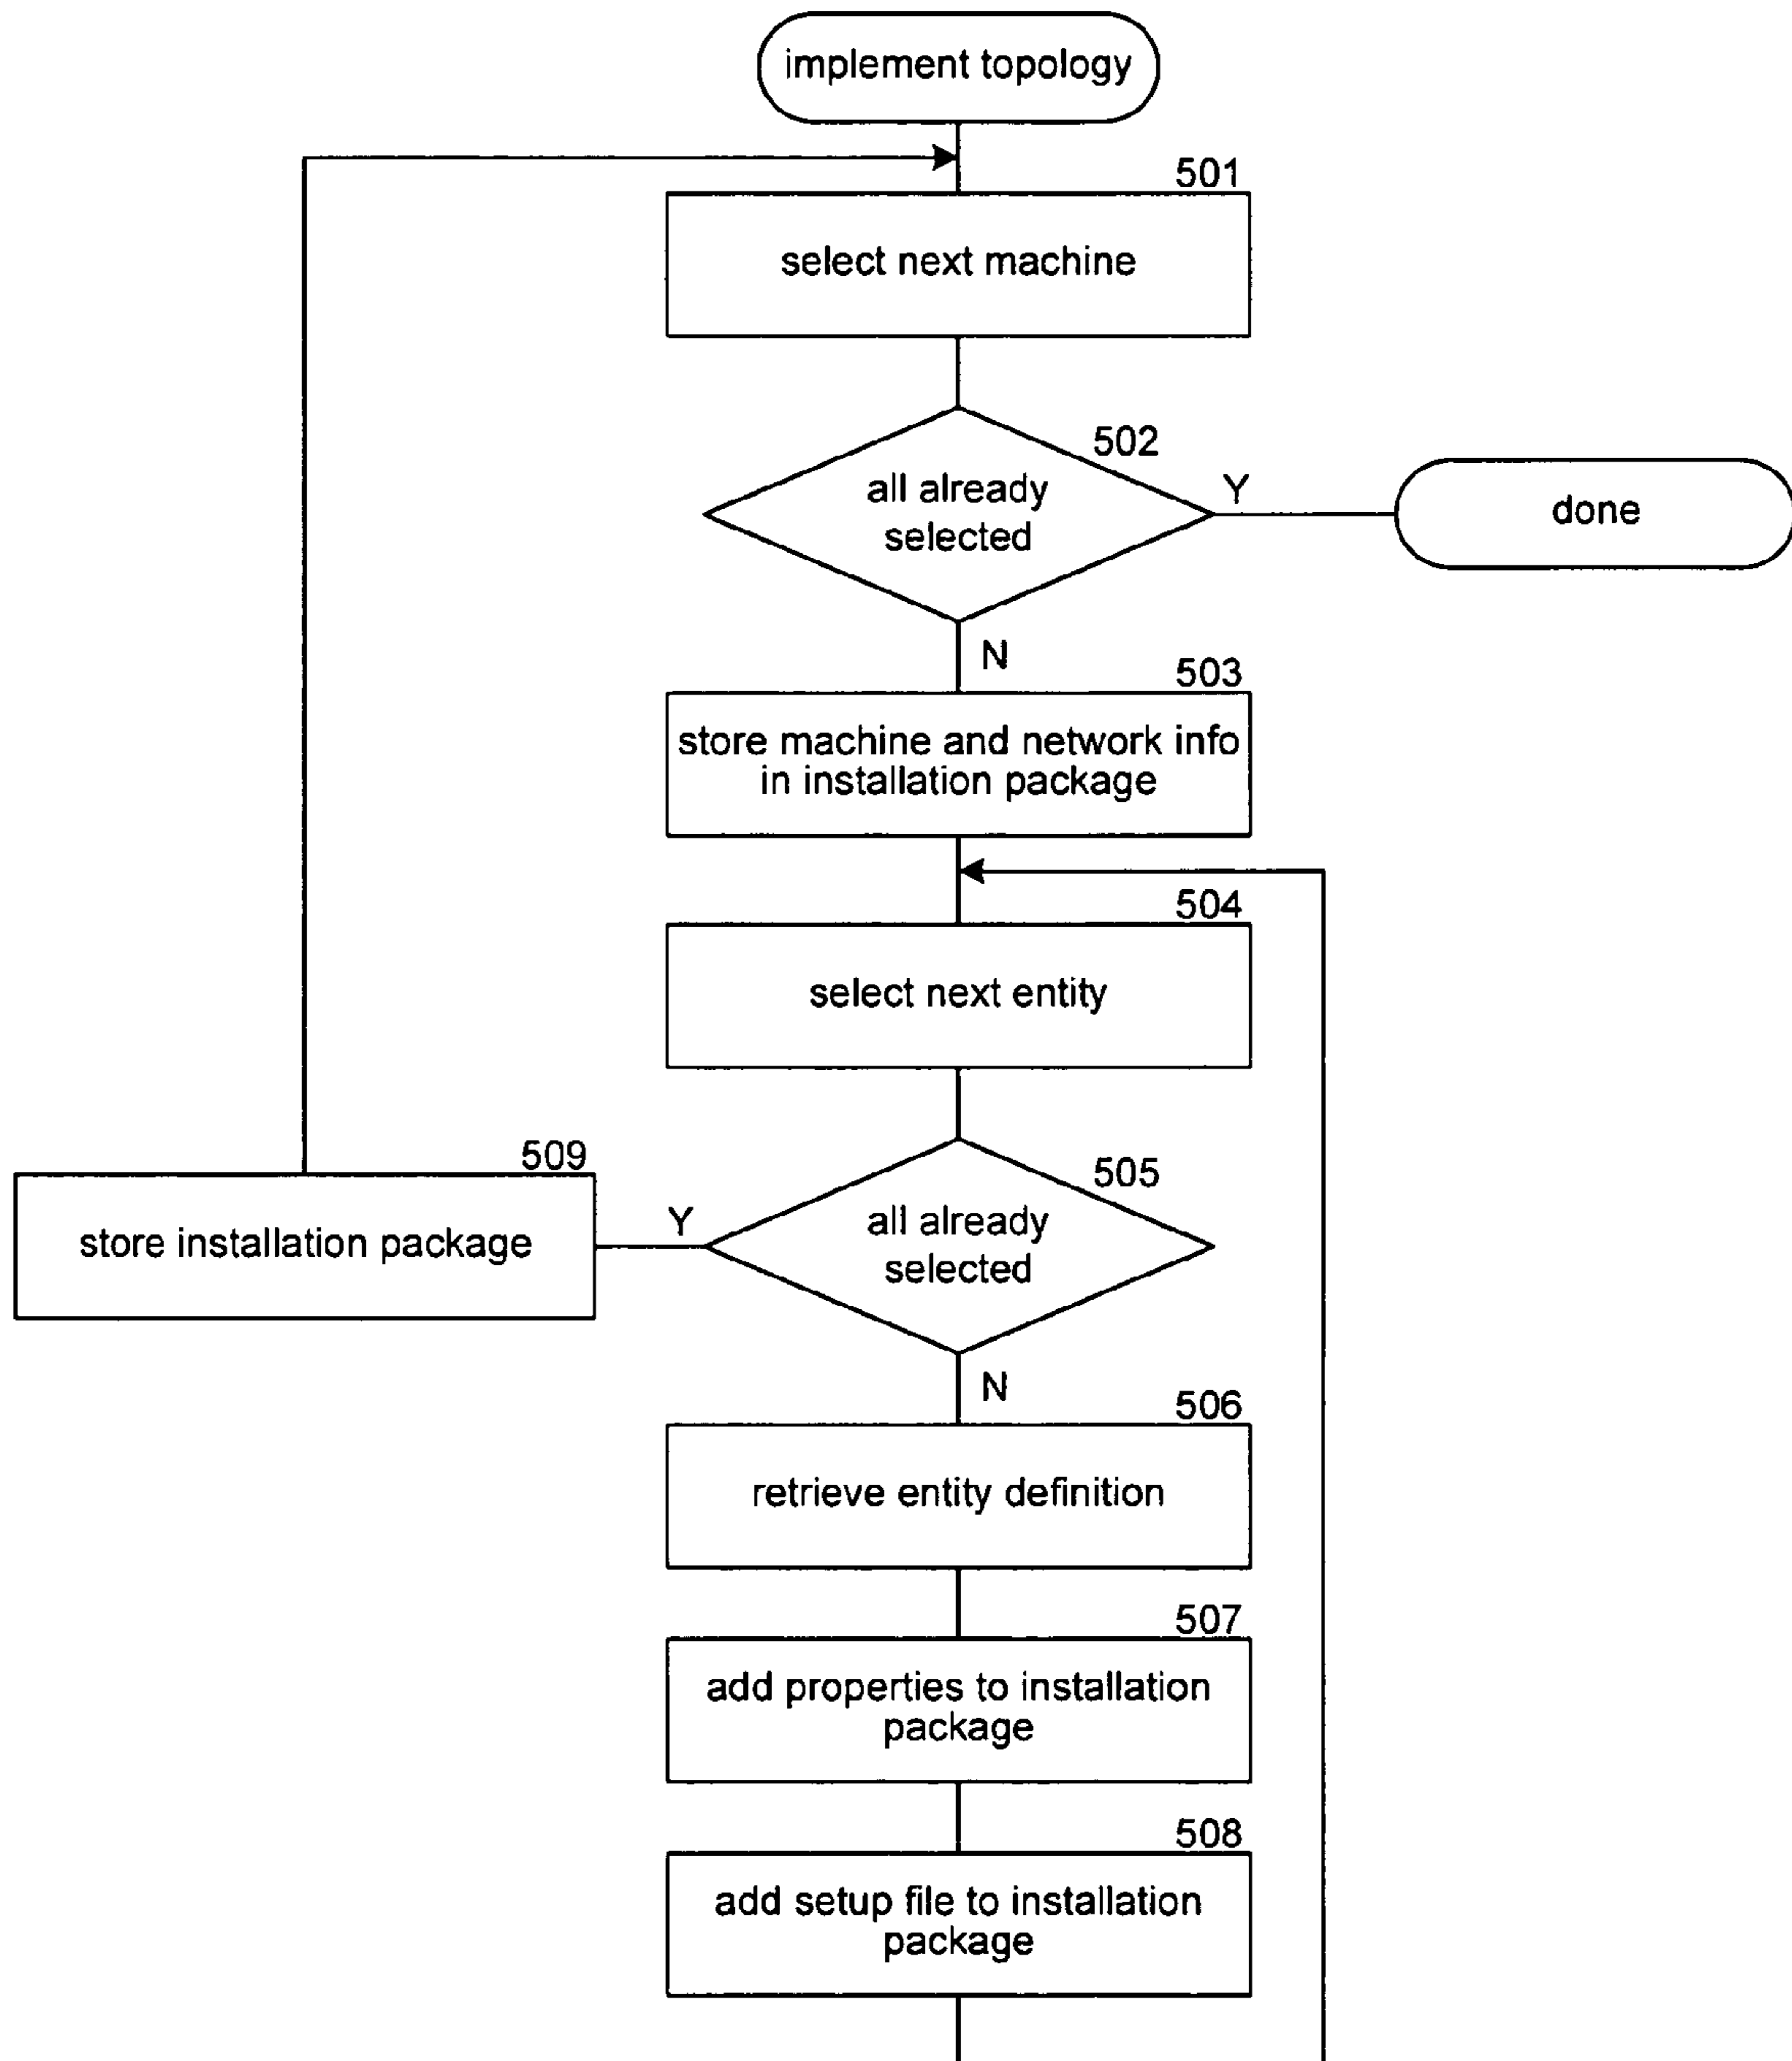 implement topology
501
select next machine
502
all already
selected
Y
done
N
503
store machine and network info
in installation package
504
select next entity
509
store installation package
Y
505
all already
selected
N
506
retrieve entity definition
507
add properties to installation
package
508
add setup file to installation
package